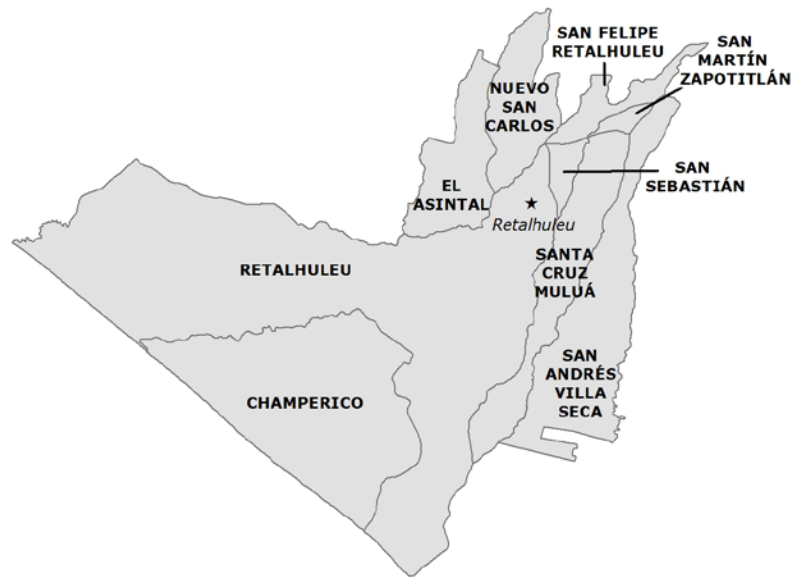 SAN FELIPE
RETALHULEU
SAN
MARTÍN
ZAPOTITLÁN
NUEVO
SAN
CARLOS
SAN
SEBASTIÁN
EL
ASINTAL
Retalhuleu
RETALHULEU
SANTA
CRUZ
MULUÁ
SAN
ANDRÉS
VILLA
SECA
CHAMPERICO